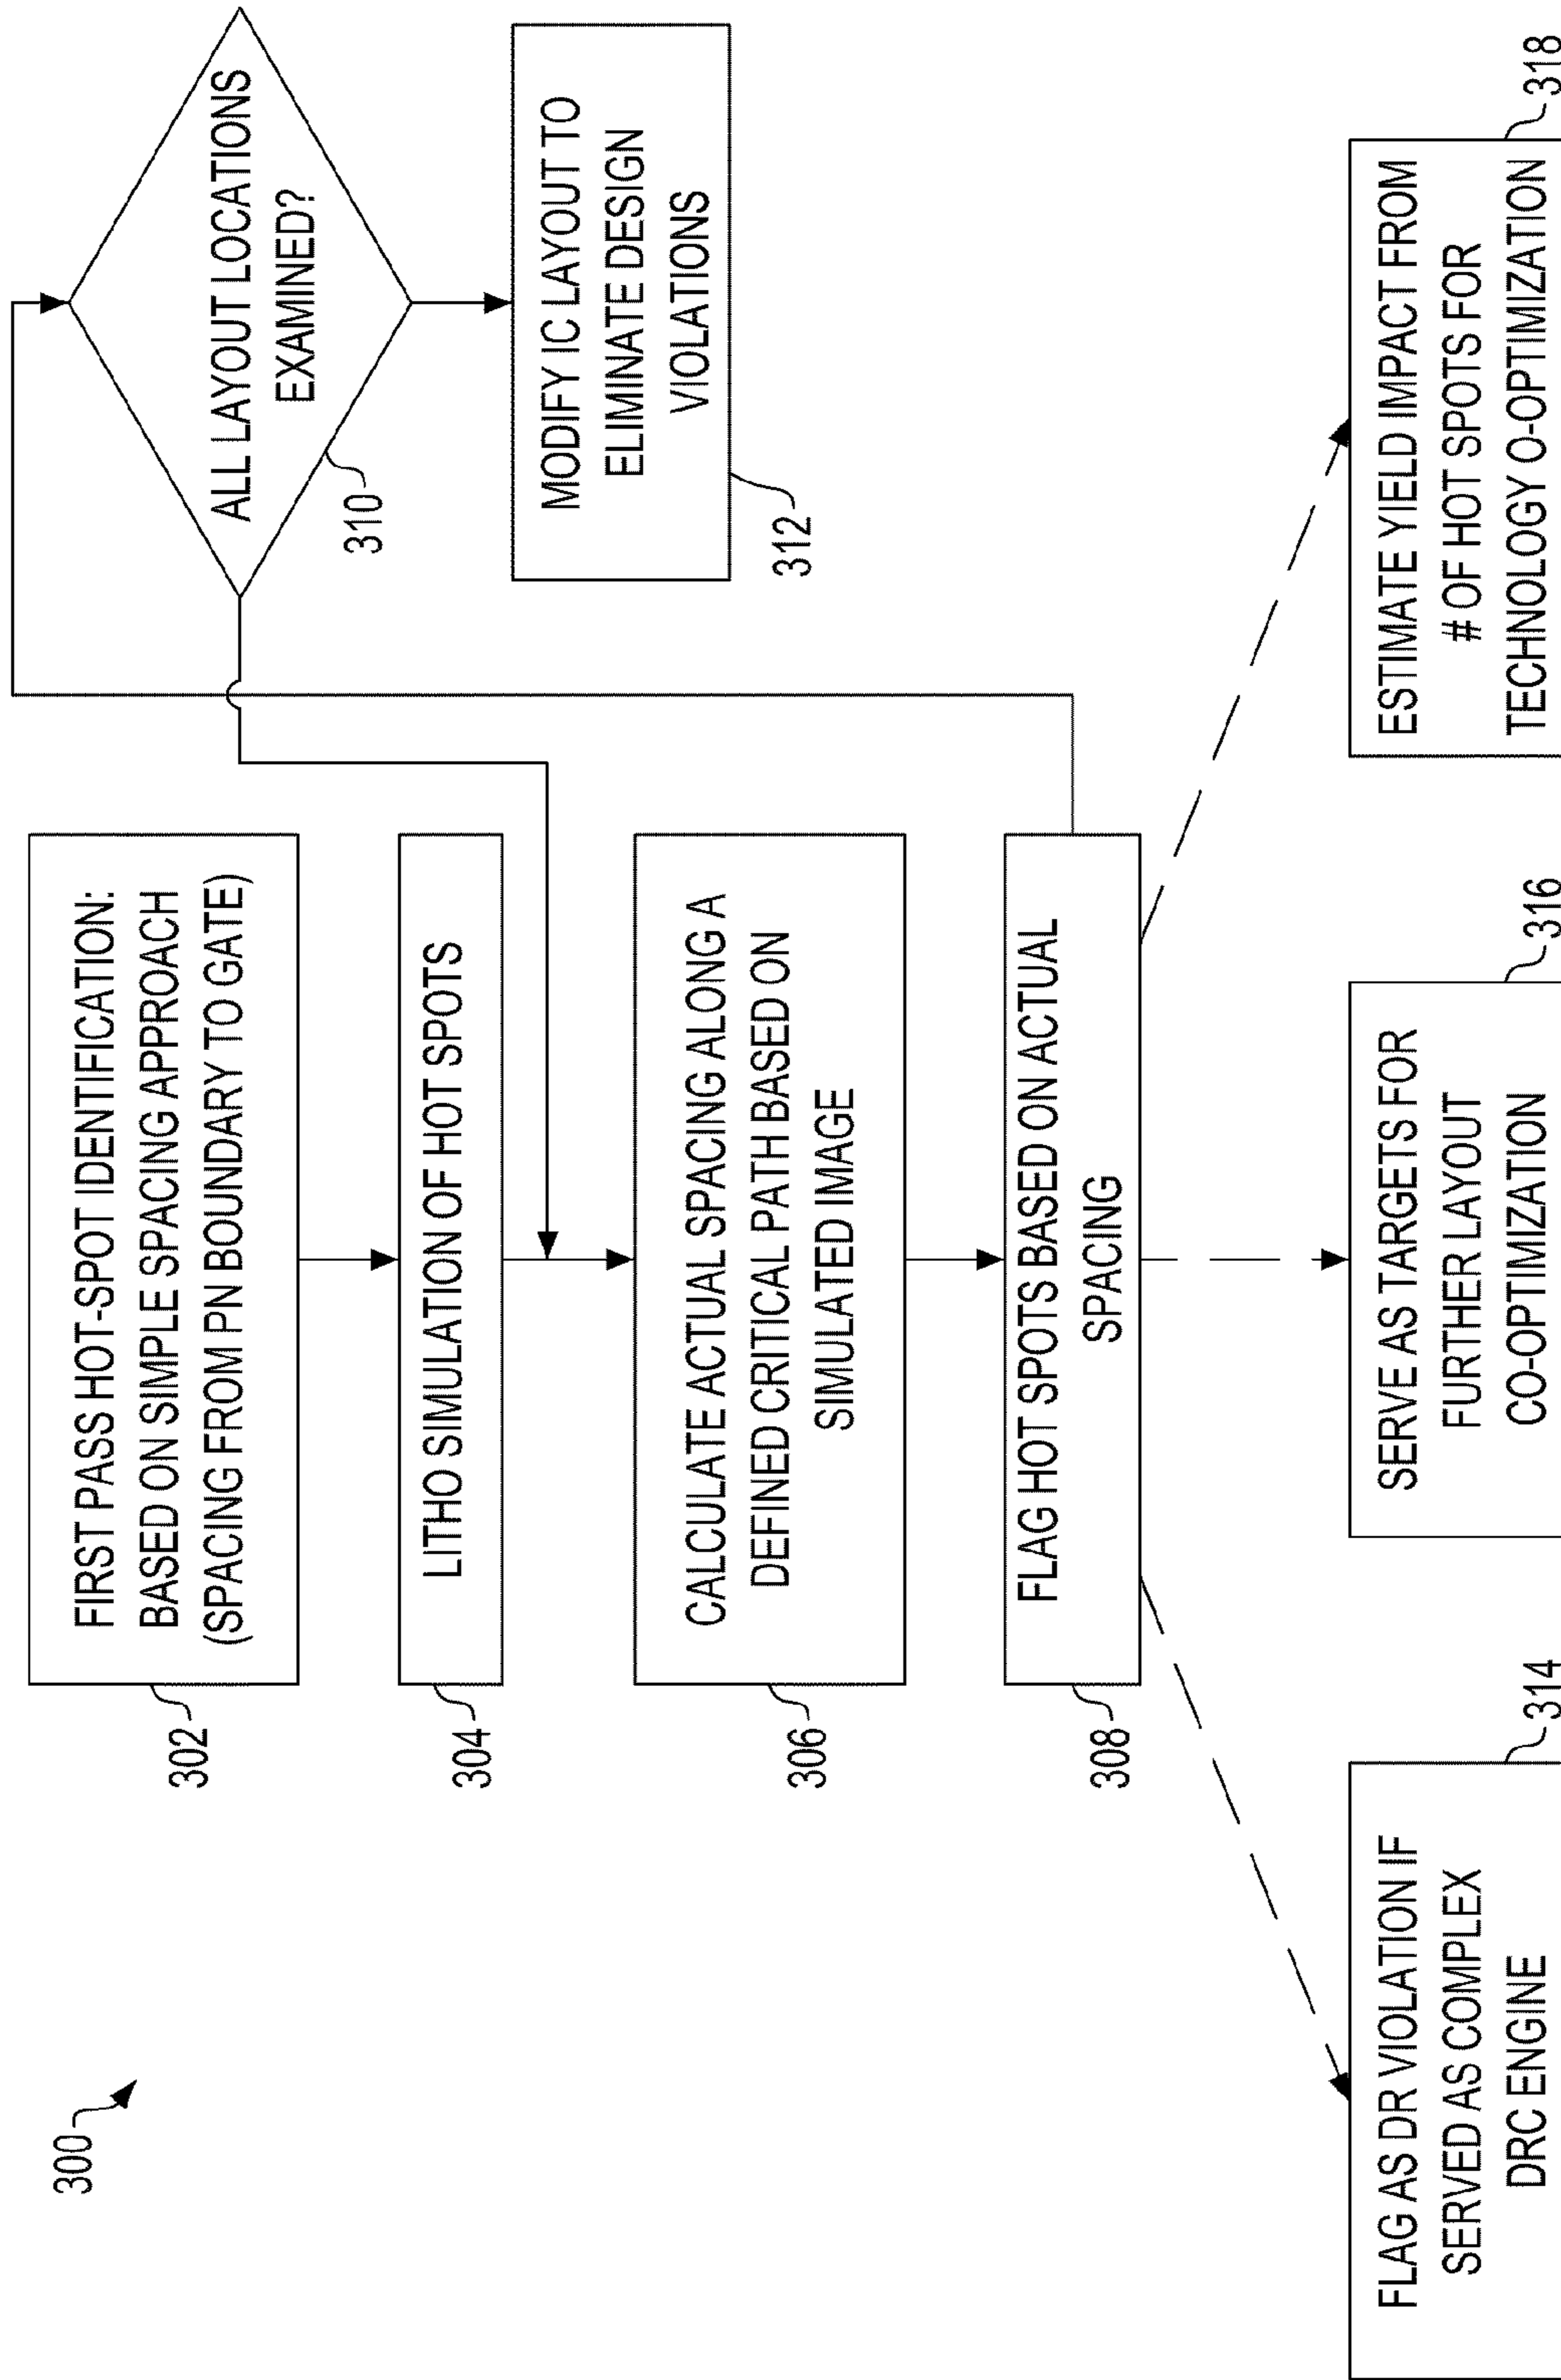 300
302
FIRST PASS HOT-SPOT IDENTIFICATION:
BASED ON SIMPLE SPACING APPROACH
(SPACING FROM PN BOUNDARY TO GATE)
304
LITHO SIMULATION OF HOT SPOTS
306
CALCULATE ACTUAL SPACING ALONG A
DEFINED CRITICAL PATH BASED ON
SIMULATED IMAGE
308
FLAG HOT SPOTS BASED ON ACTUAL
SPACING
ALL LAYOUT LOCATIONS
EXAMINED?
310
MODIFY IC LAYOUT TO
ELIMINATE DESIGN
VIOLATIONS
312
314
FLAG AS DR VIOLATION IF
SERVED AS COMPLEX
DRC ENGINE
316
SERVE AS TARGETS FOR
FURTHER LAYOUT
CO-OPTIMIZATION
318
ESTIMATE YIELD IMPACT FROM
# OF HOT SPOTS FOR
TECHNOLOGY O-OPTIMIZATION